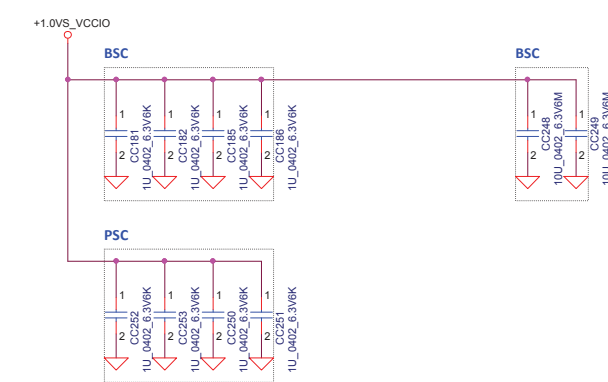 +1.0VS_VCCIO
BSC
BSC
1
2
CC181
1U_0402_6.3V6K
1
2
CC182
1U_0402_6.3V6K
1
2
CC185
1U_0402_6.3V6K
1
2
CC186
1U_0402_6.3V6K
1
2
CC248
10U_0402_6.3V6M
1
2
CC249
10U_0402_6.3V6M
PSC
1
2
CC252
1U_0402_6.3V6K
1
2
CC253
1U_0402_6.3V6K
1
2
CC250
1U_0402_6.3V6K
1
2
CC251
1U_0402_6.3V6K